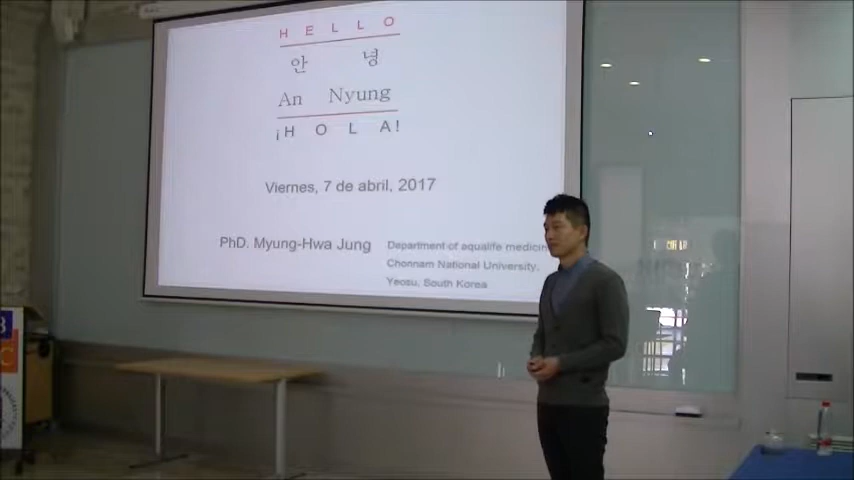 HELLO
안 녕
An Nyung
¡HOLA!
Viernes, 7 de abril, 2017
PhD. Myung-Hwa Jung
Department of aqualife medicine,
Chonnam National University,
Yeosu, South Korea